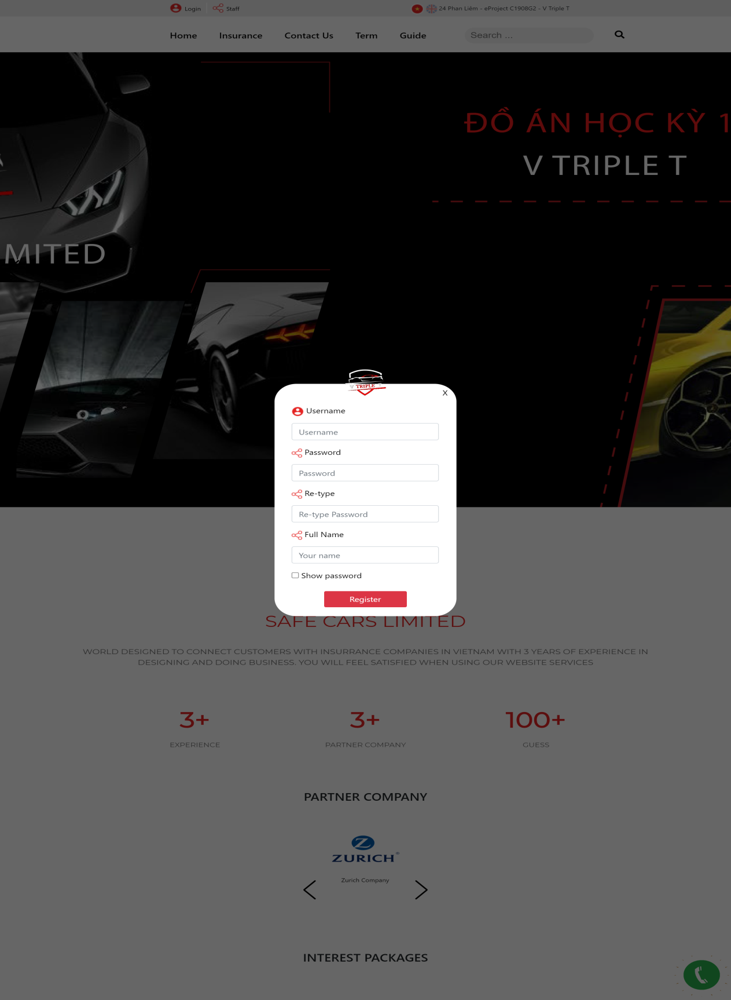 Login
Staff
24 Phan Liêm - eProject C1908G2 - V Triple T
Home
Insurance
Contact Us
Term
Guide
Search ...
ĐỒ ÁN HỌC KỲ 1
V TRIPLE T
MITED
V TRIPLE
X
Username
Username
Password
Password
Re-type
Re-type Password
Full Name
Your name
Show password
Register
SAFE CARS LIMITED
WORLD DESIGNED TO CONNECT CUSTOMERS WITH INSURRANCE COMPANIES IN VIETNAM WITH 3 YEARS OF EXPERIENCE IN
DESIGNING AND DOING BUSINESS. YOU WILL FEEL SATISFIED WHEN USING OUR WEBSITE SERVICES
3+
3+
100+
EXPERIENCE
PARTNER COMPANY
GUESS
PARTNER COMPANY
Z
ZURICH®
Zurich Company
INTEREST PACKAGES